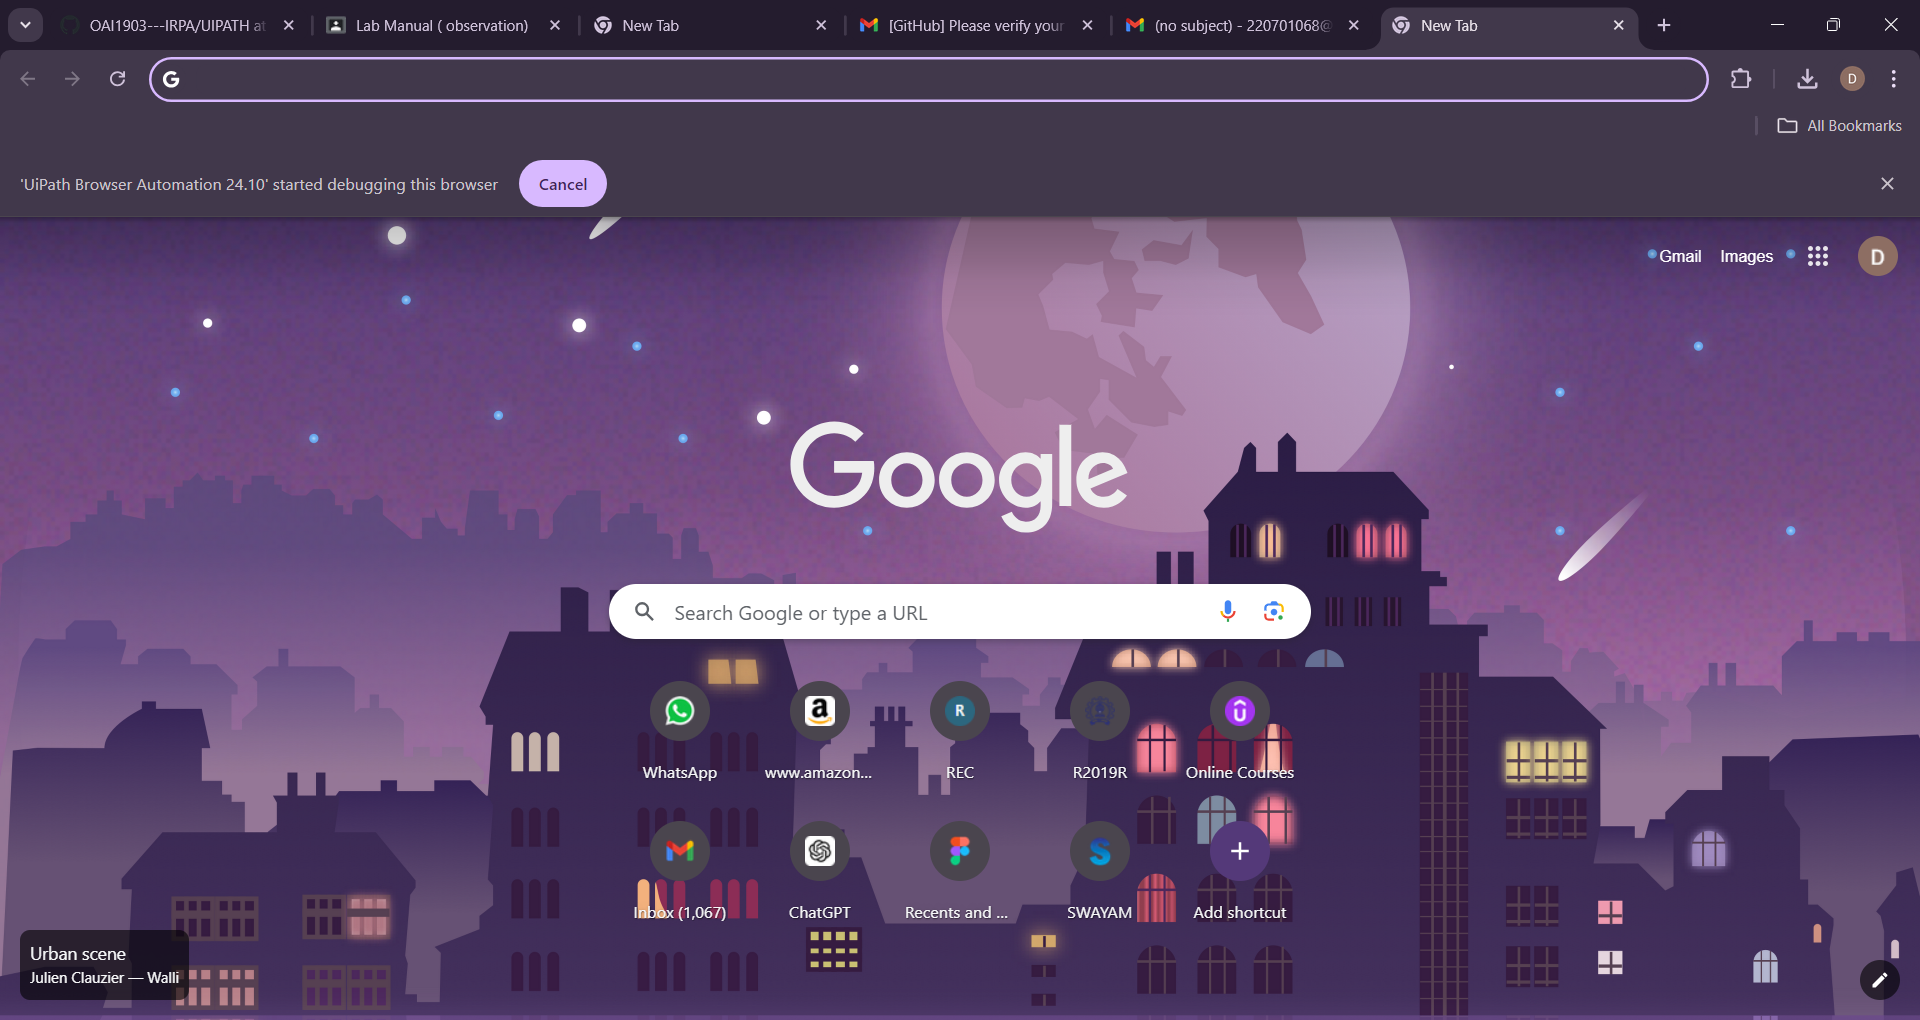 OAI1903---IRPA/UIPATH at
Lab Manual ( observation)
New Tab
[GitHub] Please verify your
(no subject) - 220701068@
New Tab
G
D
All Bookmarks
'UiPath Browser Automation 24.10' started debugging this browser
Cancel
Gmail
Images
D
Google
Search Google or type a URL
R
WhatsApp
www.amazon...
REC
R2019R
Online Courses
Inbox (1,067)
ChatGPT
Recents and ...
SWAYAM
Add shortcut
Urban scene
Julien Clauzier — Walli